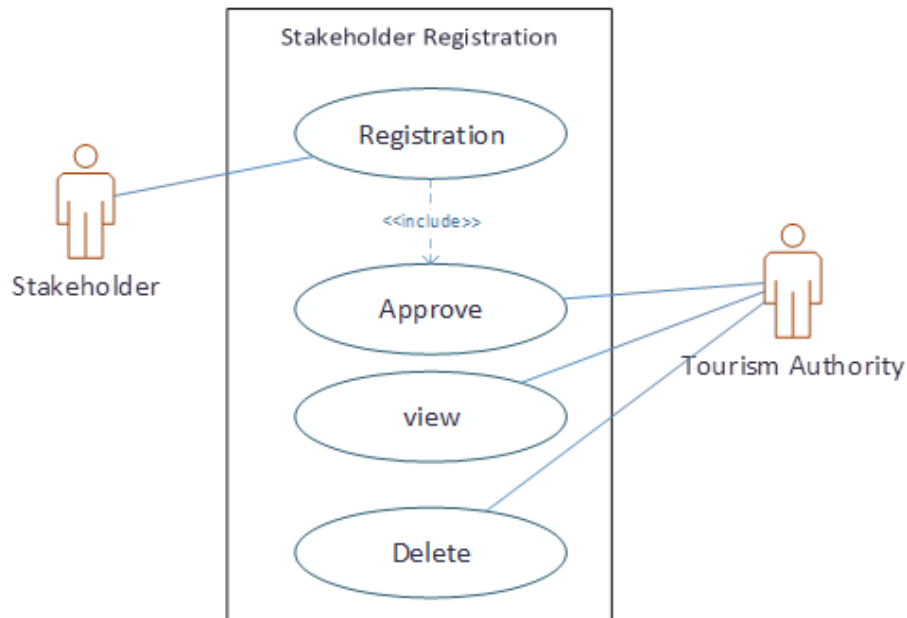 Stakeholder Registration
Registration
<<include>>
Stakeholder
Approve
Tourism Authority
view
Delete